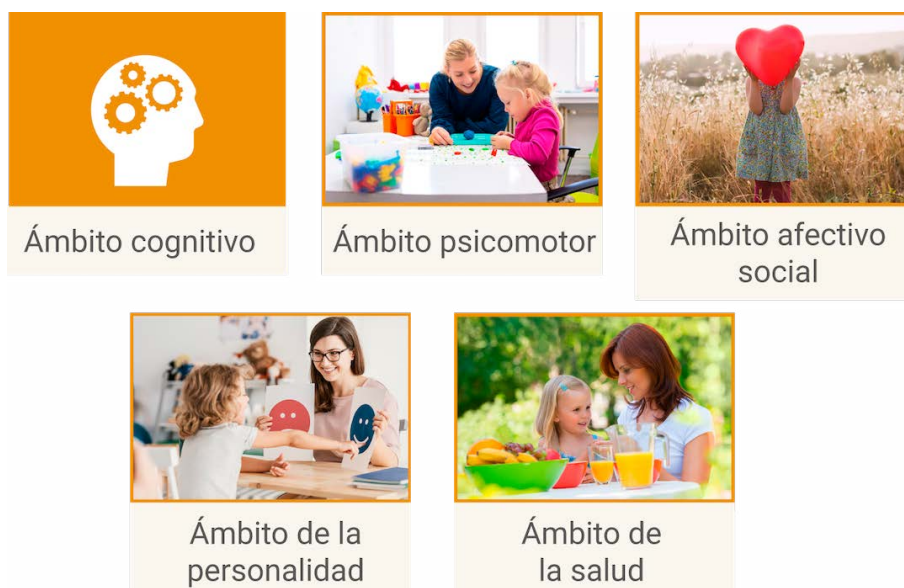 Ámbito cognitivo
Ámbito psicomotor
Ámbito afectivo
social
Ámbito de la
personalidad
Ámbito de
la salud